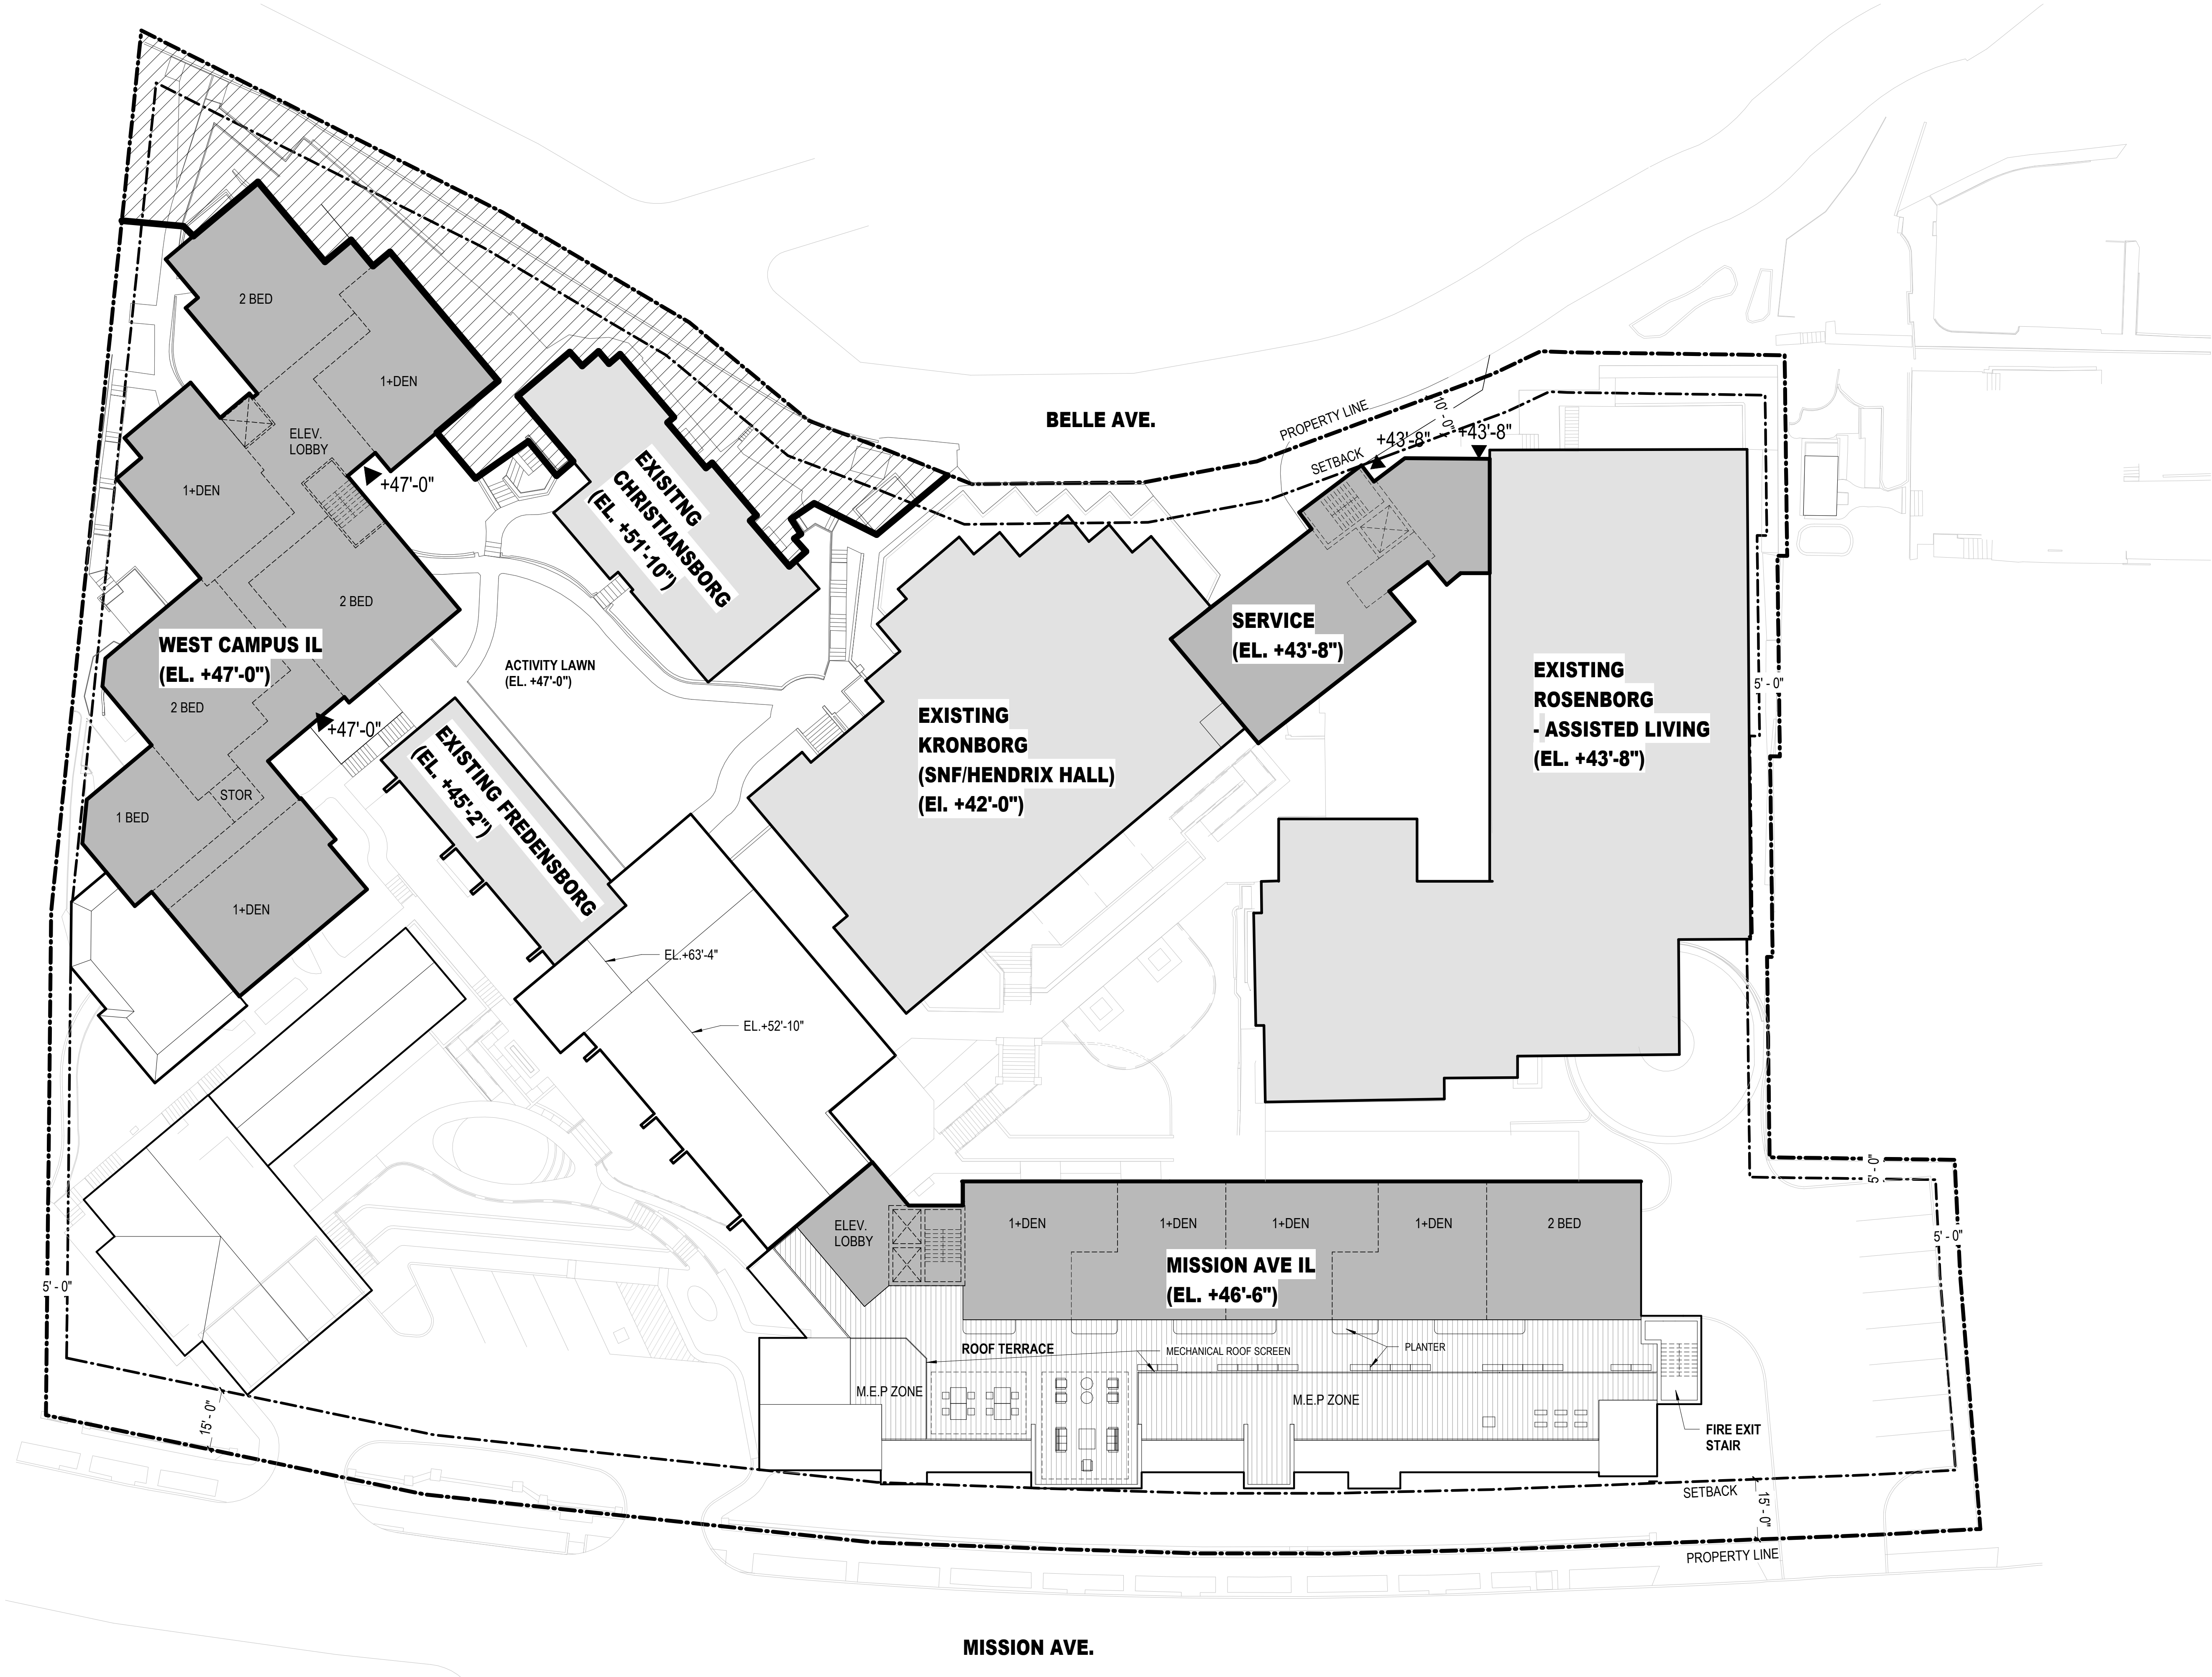 2 BED
1+DEN
ELEV.
LOBBY
1+DEN
+47'-0"
2 BED
WEST CAMPUS IL
(EL. +47'-0")
2 BED
+47'-0"
STOR
1 BED
1+DEN
EXISITNG
CHRISTIANSBORG
(EL. +51'-10")
ACTIVITY LAWN
(EL. +47'-0")
EXISTING FREDENSBORG
(EL. +45'-2")
EL.+63'-4"
EL.+52'-10"
BELLE AVE.
PROPERTY LINE
SETBACK
10' - 0"
+43'-8"
+43'-8"
SERVICE
(EL. +43'-8")
EXISTING
KRONBORG
(SNF/HENDRIX HALL)
(El. +42'-0")
EXISTING
ROSENBORG
- ASSISTED LIVING
(EL. +43'-8")
5' - 0"
5' - 0"
5' - 0"
5' - 0"
ELEV.
LOBBY
1+DEN
1+DEN
1+DEN
1+DEN
2 BED
MISSION AVE IL
(EL. +46'-6")
ROOF TERRACE
MECHANICAL ROOF SCREEN
PLANTER
M.E.P ZONE
M.E.P ZONE
FIRE EXIT
STAIR
15' - 0"
SETBACK
15' - 0"
PROPERTY LINE
MISSION AVE.